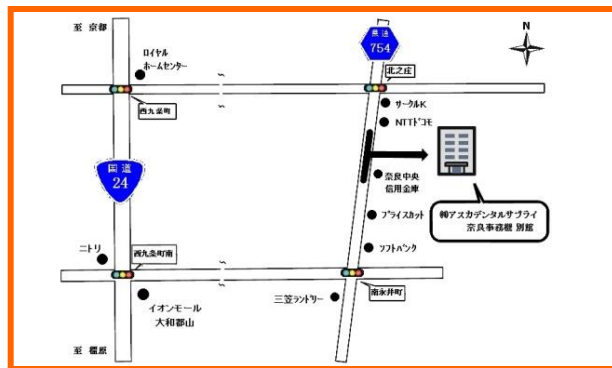 至 京都
ロイヤル
ホームセンター
西九条町
国道
24
ニトリ
西九条町南
イオンモール
大和郡山
至 橿原
県道
754
北之庄
サークルK
NTTドコモ
奈良中央
信用金庫
プライスカット
ソフトバンク
南永井町
三笠ランドリー
N
㈲アスカデンタルサプライ
奈良事務棟 別館